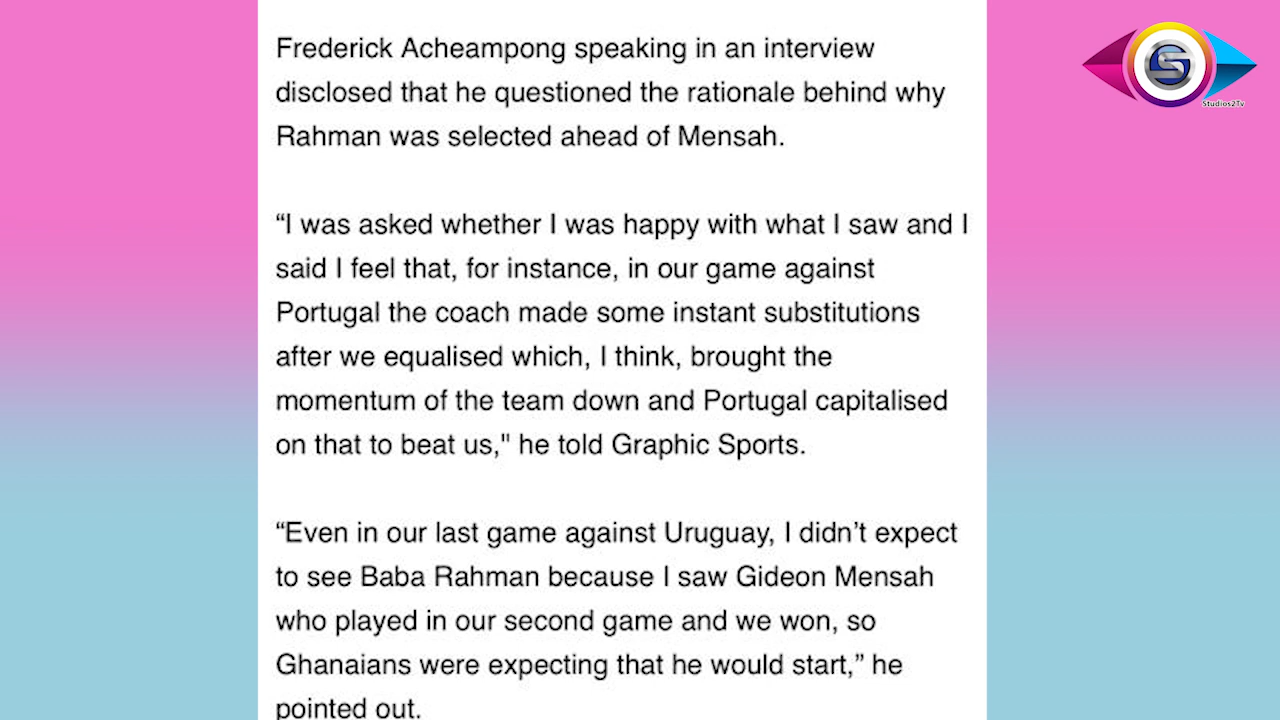 Frederick Acheampong speaking in an interview
disclosed that he questioned the rationale behind why
Rahman was selected ahead of Mensah.
“I was asked whether I was happy with what I saw and I
said I feel that, for instance, in our game against
Portugal the coach made some instant substitutions
after we equalised which, I think, brought the
momentum of the team down and Portugal capitalised
on that to beat us," he told Graphic Sports.
“Even in our last game against Uruguay, I didn’t expect
to see Baba Rahman because I saw Gideon Mensah
who played in our second game and we won, so
Ghanaians were expecting that he would start,” he
pointed out.
Studios2Tv